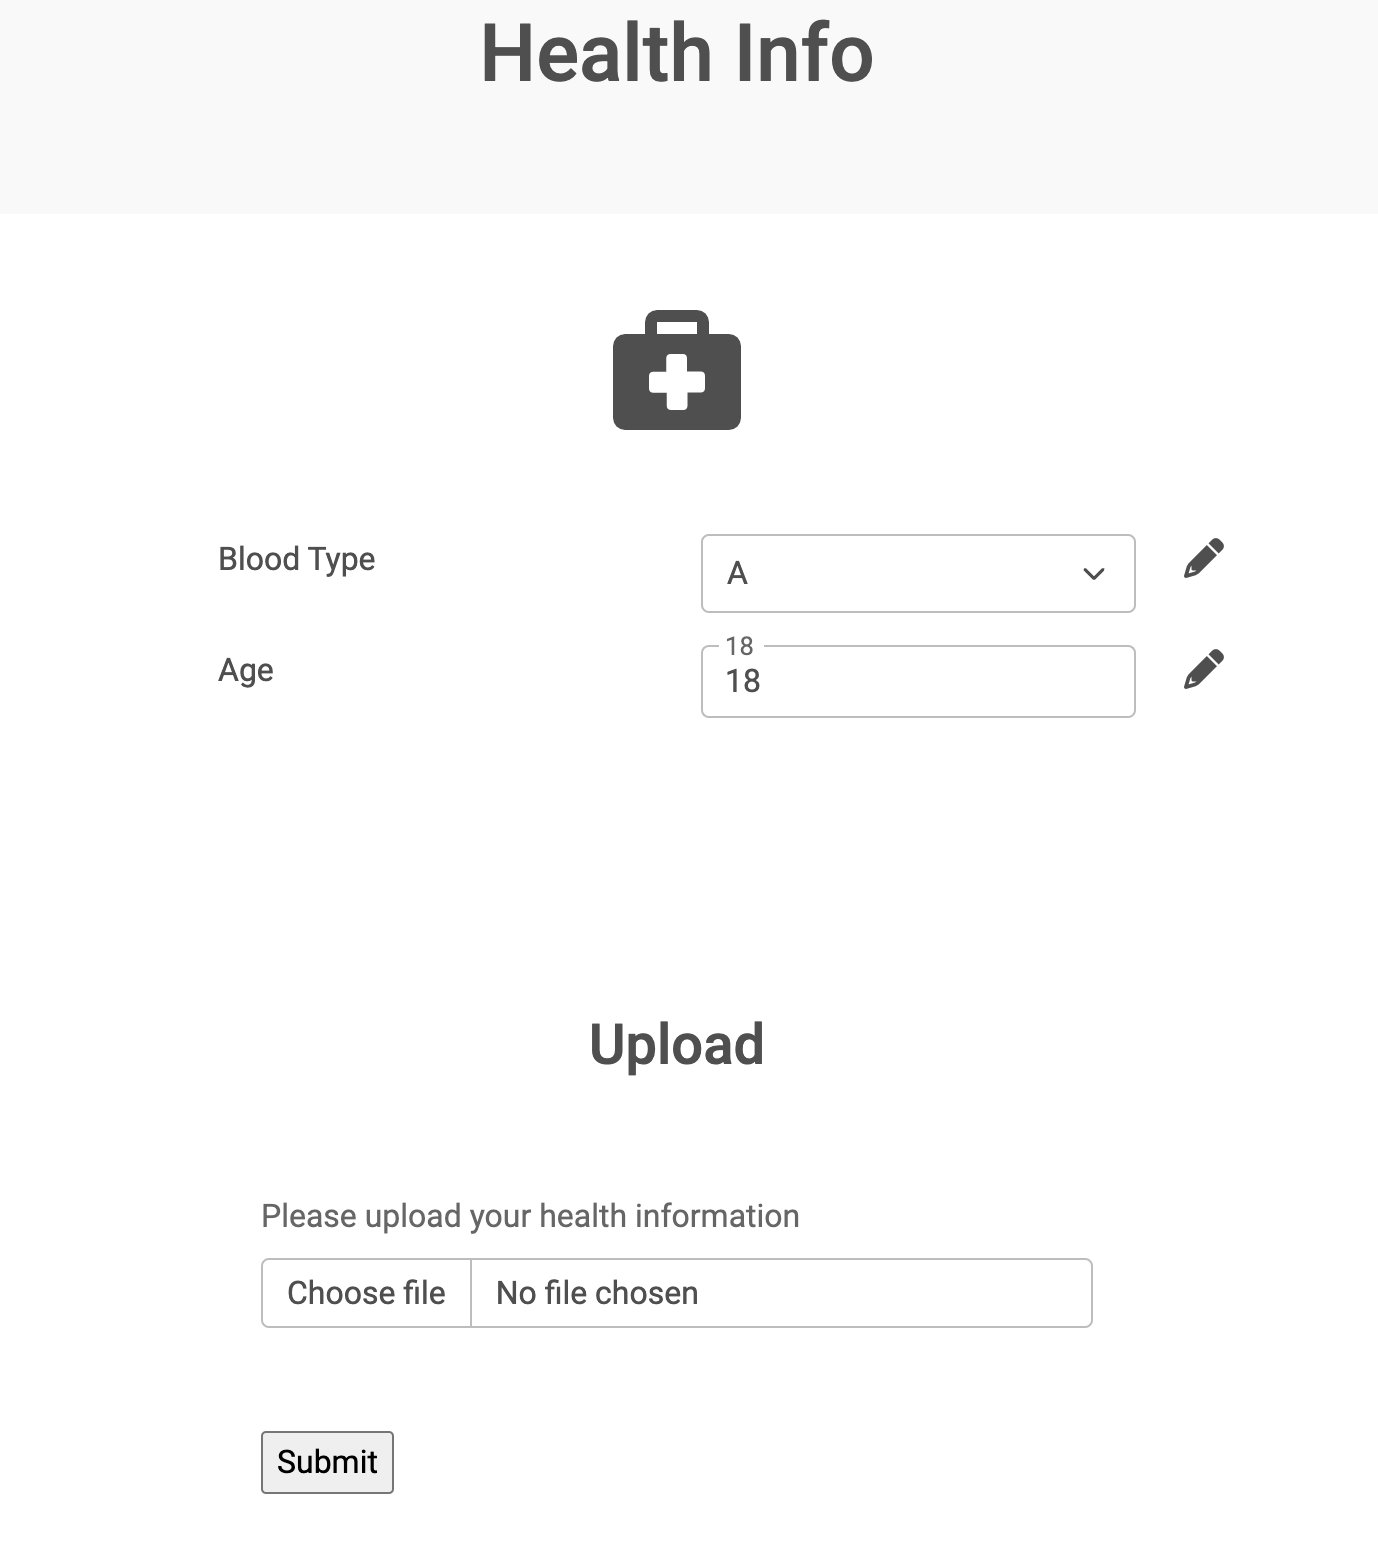 Health Info
Blood Type
A
18
Age
18
Upload
Please upload your health information
Choose file
No file chosen
Submit